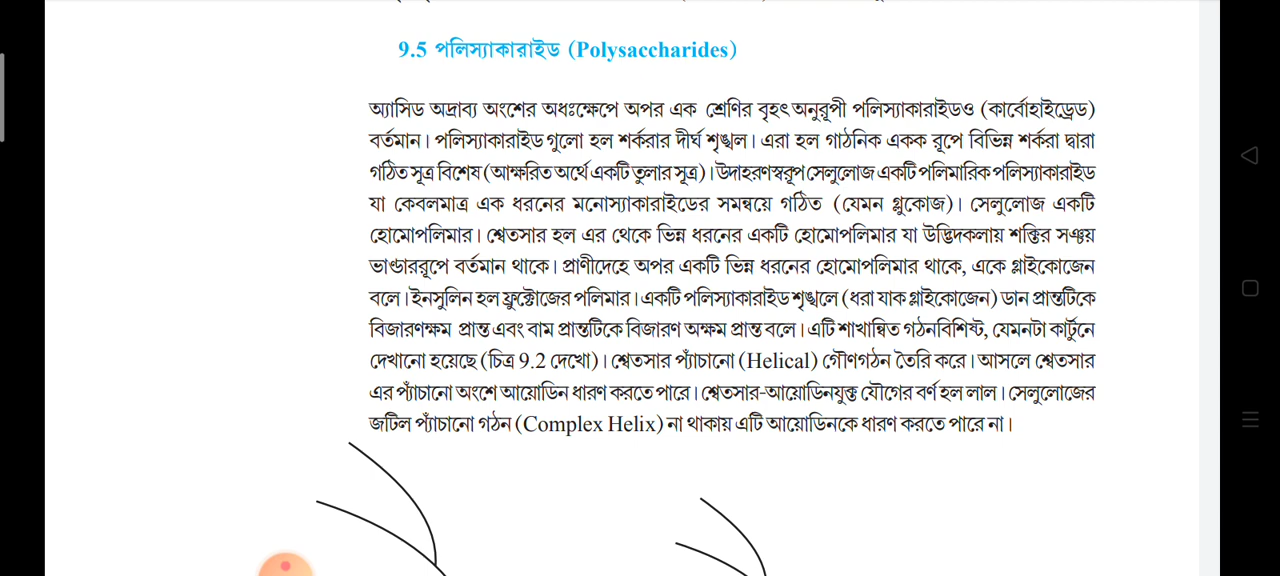 9.5 পলিস্যাকারাইড (Polysaccharides)
অ্যাসিড অদ্রাব্য অংশের অধঃক্ষেপে অপর এক শ্রেণির বৃহৎ অনুরূপী পলিস্যাকারাইডও (কার্বোহাইড্রেড)
বর্তমান। পলিস্যাকারাইড গুলো হল শর্করার দীর্ঘ শৃঙ্খল। এরা হল গাঠনিক একক রূপে বিভিন্ন শর্করা দ্বারা
গঠিত সূত্র বিশেষ (আক্ষরিত অর্থে একটি তুলার সূত্র)। উদাহরণস্বরূপ সেলুলোজ একটি পলিমারিক পলিস্যাকারাইড
যা কেবলমাত্র এক ধরনের মনোস্যাকারাইডের সমন্বয়ে গঠিত (যেমন গ্লুকোজ)। সেলুলোজ একটি
হোমোপলিমার। শ্বেতসার হল এর থেকে ভিন্ন ধরনের একটি হোমোপলিমার যা উদ্ভিদকলায় শক্তির সঞ্চয়
ভাণ্ডাররূপে বর্তমান থাকে। প্রাণীদেহে অপর একটি ভিন্ন ধরনের হোমোপলিমার থাকে, একে গ্লাইকোজেন
বলে। ইনসুলিন হল ফ্রুক্টোজের পলিমার। একটি পলিস্যাকারাইড শৃঙ্খলে (ধরা যাক গ্লাইকোজেন) ডান প্রান্তটিকে
বিজারণক্ষম প্রান্ত এবং বাম প্রান্তটিকে বিজারণ অক্ষম প্রান্ত বলে। এটি শাখান্বিত গঠনবিশিষ্ট, যেমনটা কার্টুনে
দেখানো হয়েছে (চিত্র 9.2 দেখো)। শ্বেতসার প্যাঁচানো (Helical) গৌণগঠন তৈরি করে। আসলে শ্বেতসার
এর প্যাঁচানো অংশে আয়োডিন ধারণ করতে পারে। শ্বেতসার-আয়োডিনযুক্ত যৌগের বর্ণ হল লাল। সেলুলোজের
জটিল প্যাঁচানো গঠন (Complex Helix) না থাকায় এটি আয়োডিনকে ধারণ করতে পারে না।